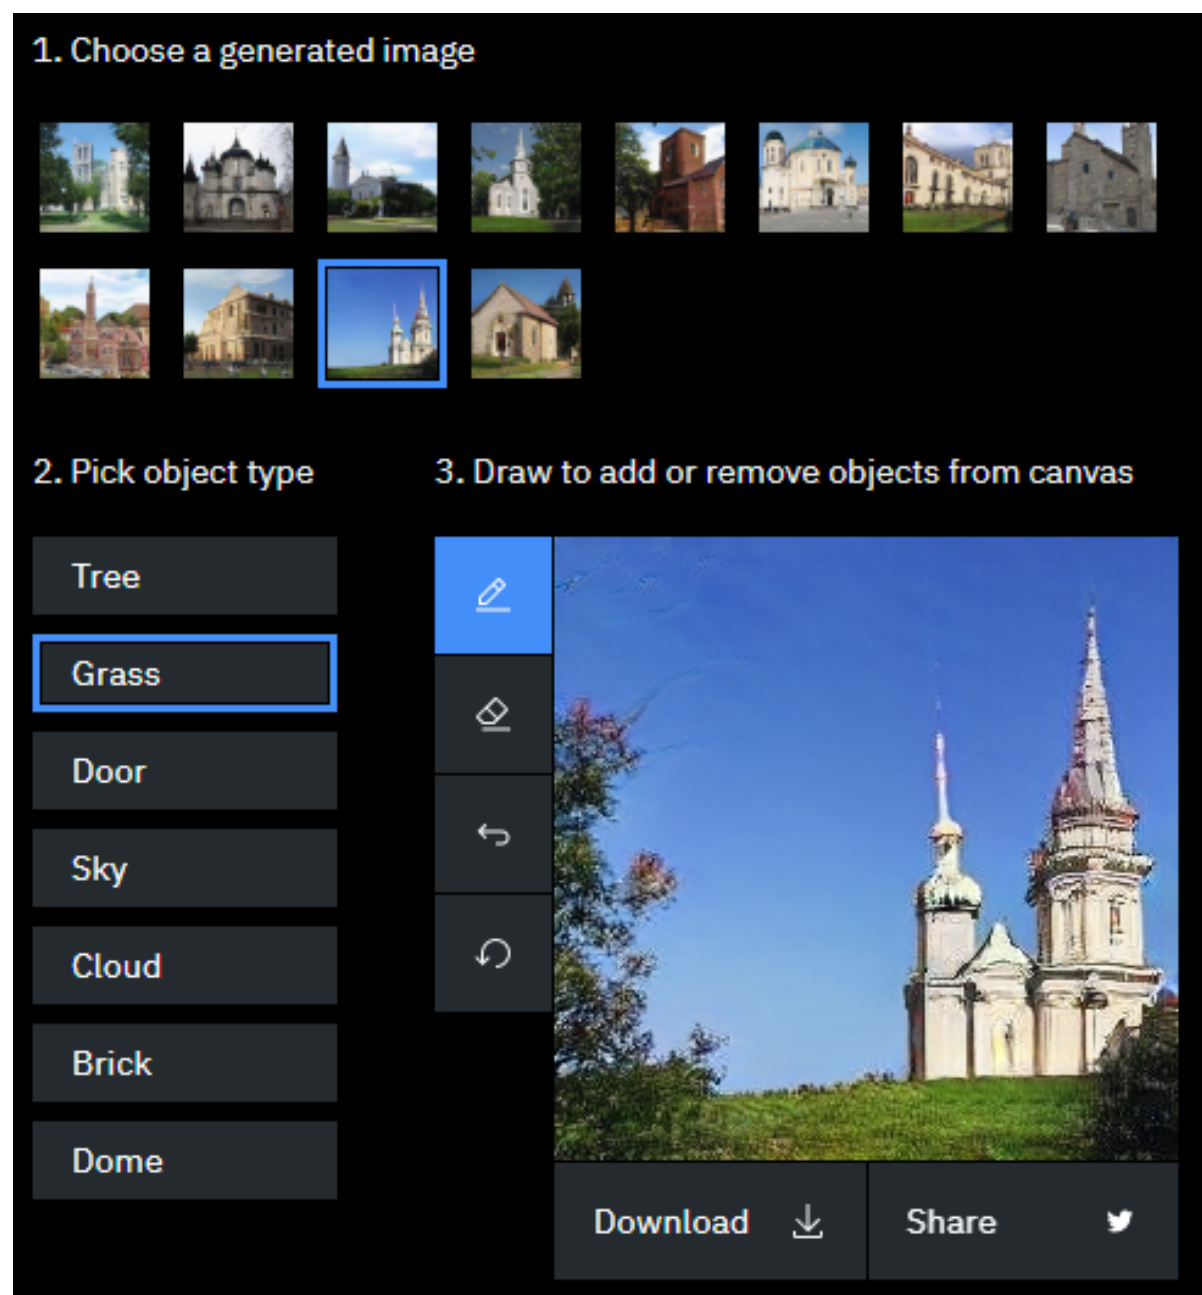 1. Choose a generated image
2. Pick object type
3. Draw to add or remove objects from canvas
Tree
Grass
Door
Sky
Cloud
Brick
Dome
Download
Share